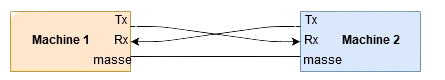 Tx
Machine 1
Rx
masse
Tx
Rx
Machine 2
masse